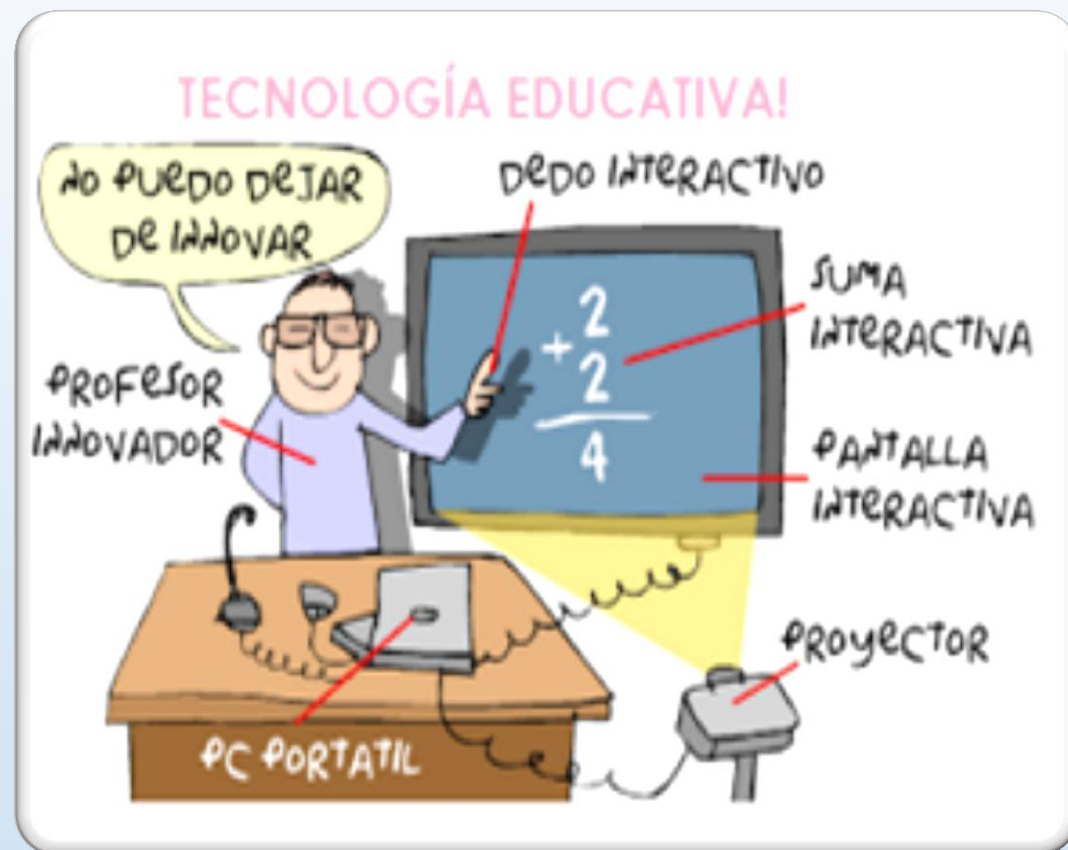 TECNOLOGÍA EDUCATIVA!
NO PUEDO DEJAR
DE INNOVAR
DEDO INTERACTIVO
SUMA
INTERACTIVA
2
+ 2
4
PROFESOR
INNOVADOR
PANTALLA
INTERACTIVA
PROYECTOR
PC PORTATIL